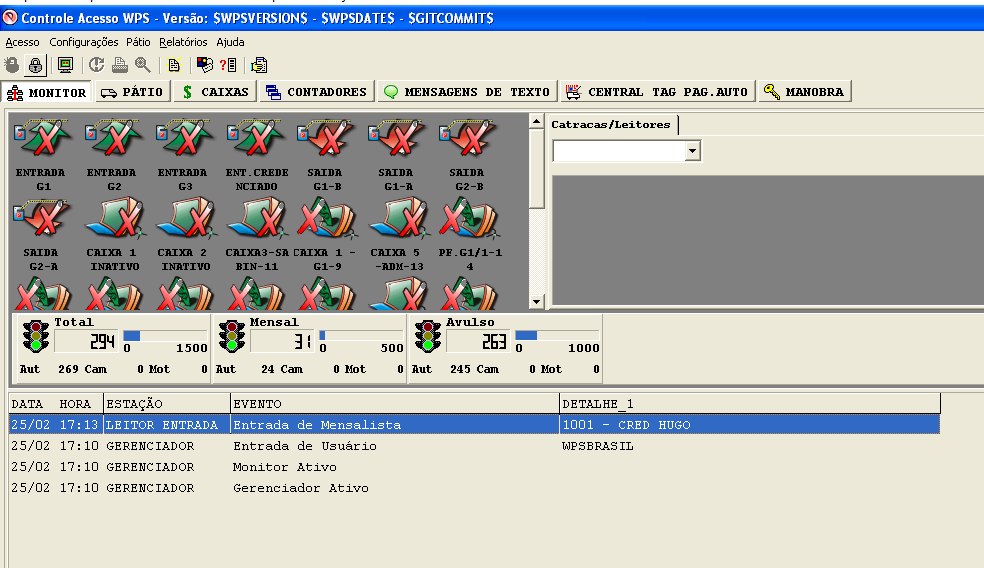 Controle Acesso WPS - Versão: $WPSVERSION$ - $WPSDATE$ - $GITCOMMIT$
Acesso Configurações Pátio Relatórios Ajuda
MONITOR PÁTIO $ CAIXAS CONTADORES MENSAGENS DE TEXTO CENTRAL TAG PAG.AUTO MANOBRA
Catracas/Leitores
ENTRADA ENTRADA ENTRADA ENT.CREDE SAIDA SAIDA SAIDA
G1 G2 G3 NCIADO G1-B G1-A G2-B
SAIDA CAIXA 1 CAIXA 2 CAIXA3-SA CAIXA 1 - CAIXA 5 PF.G1/1-1
G2-A INATIVO INATIVO BIN-11 G1-9 -ADM-13 4
Total Mensal Avulso
294 31 263
0 1500 0 500 0 1000
Aut 269 Cam 0 Mot 0 Aut 24 Cam 0 Mot 0 Aut 245 Cam 0 Mot 0
DATA HORA ESTAÇÃO EVENTO DETALHE_1
25/02 17:13 LEITOR ENTRADA Entrada de Mensalista 1001 - CRED HUGO
25/02 17:10 GERENCIADOR Entrada de Usuário WPSBRASIL
25/02 17:10 GERENCIADOR Monitor Ativo
25/02 17:10 GERENCIADOR Gerenciador Ativo